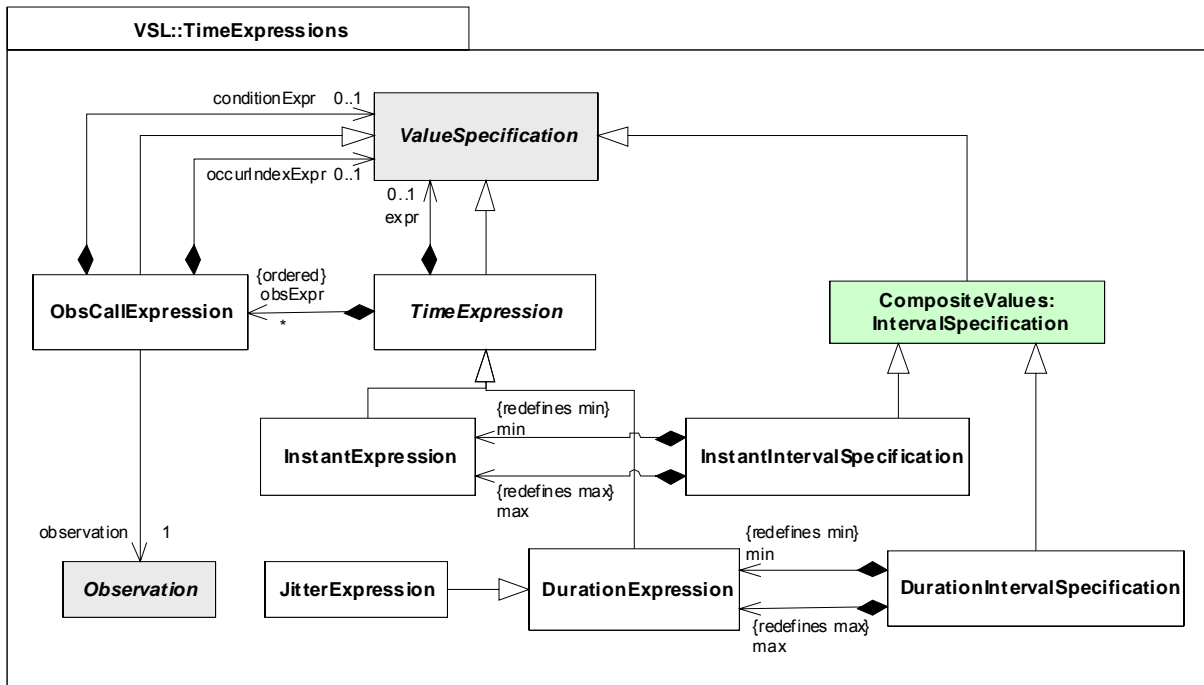 VSL::TimeExpressions
conditionExpr 0..1
ValueSpecification
occurIndexExpr 0..1
0..1
expr
{ordered}
obsExpr
*
ObsCallExpression
TimeExpression
CompositeValues:
IntervalSpecification
{redefines min}
min
InstantExpression
InstantIntervalSpecification
{redefines max}
max
observation 1
{redefines min}
min
Observation
JitterExpression
DurationExpression
DurationIntervalSpecification
{redefines max}
max